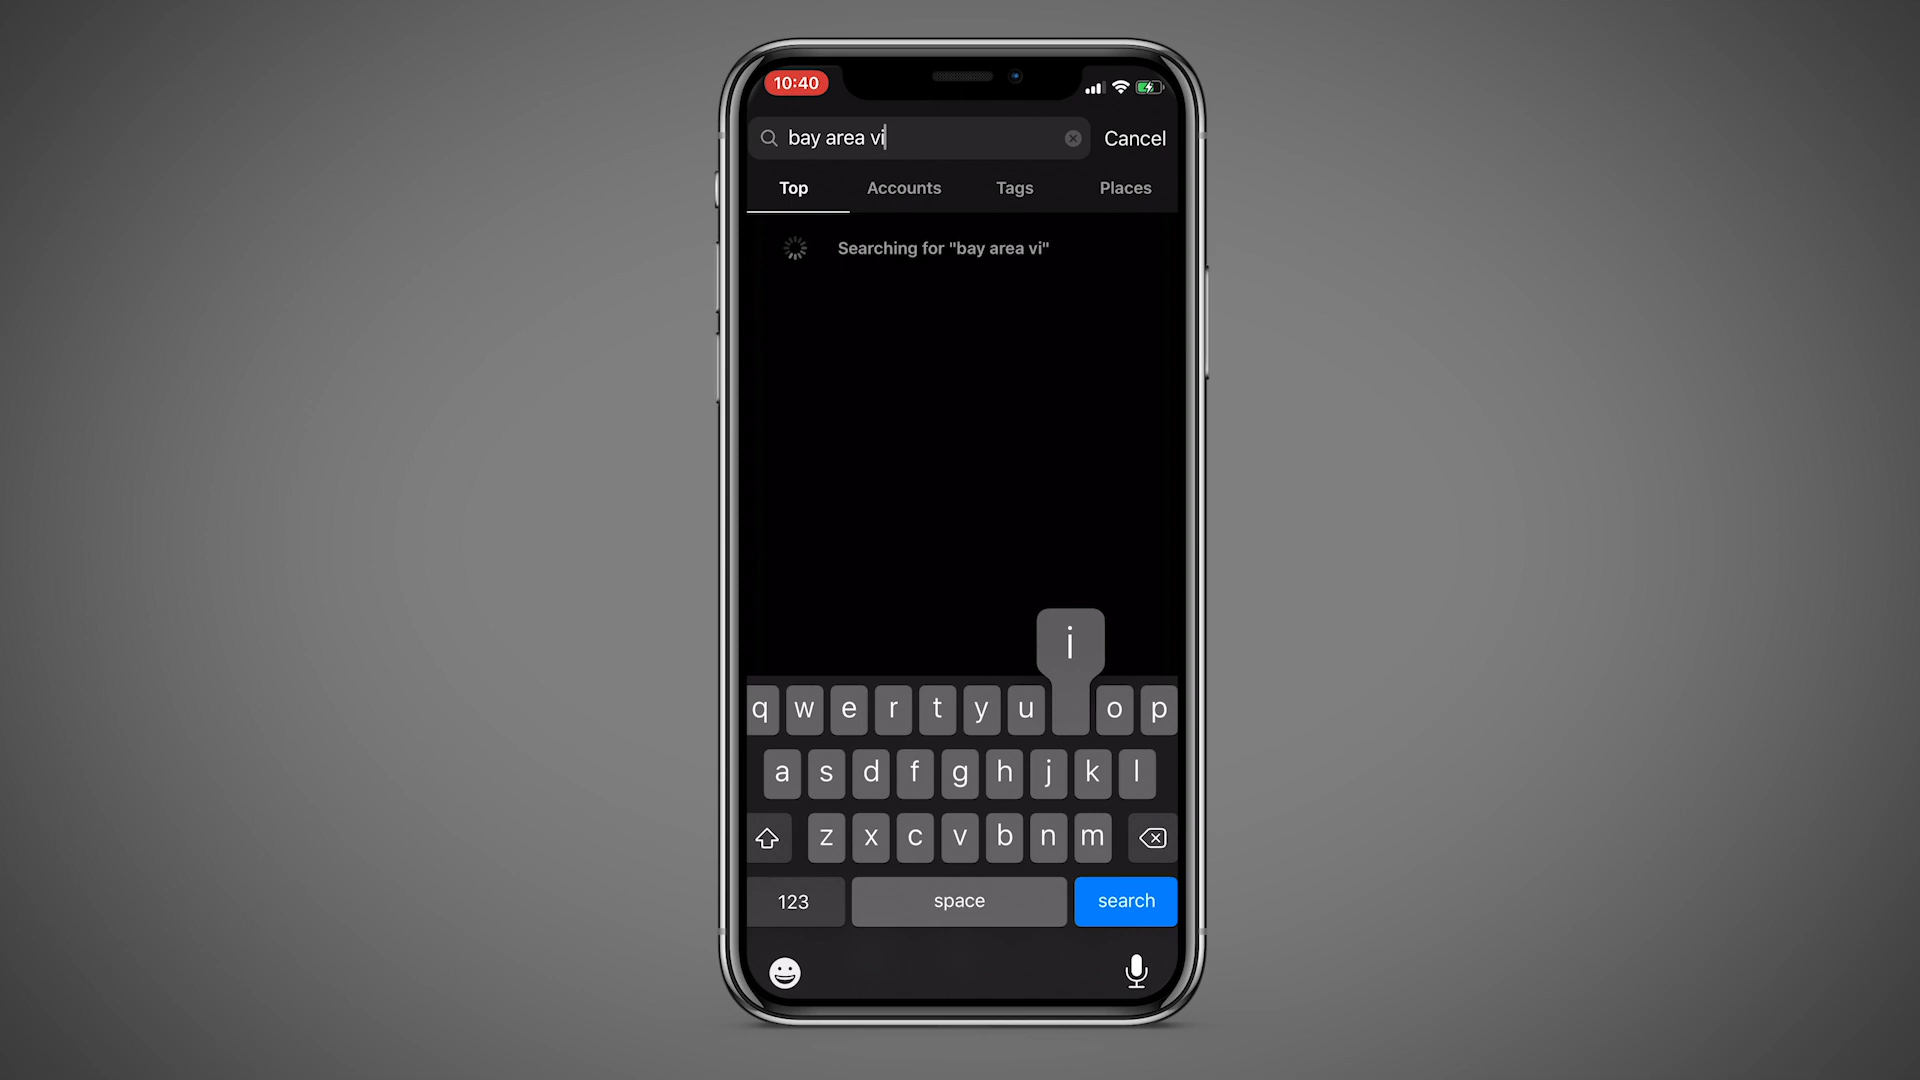 10:40
bay area vi
Cancel
Top Accounts Tags Places
Searching for "bay area vi"
i
q w e r t y u o p
a s d f g h j k l
z x c v b n m
123 space search